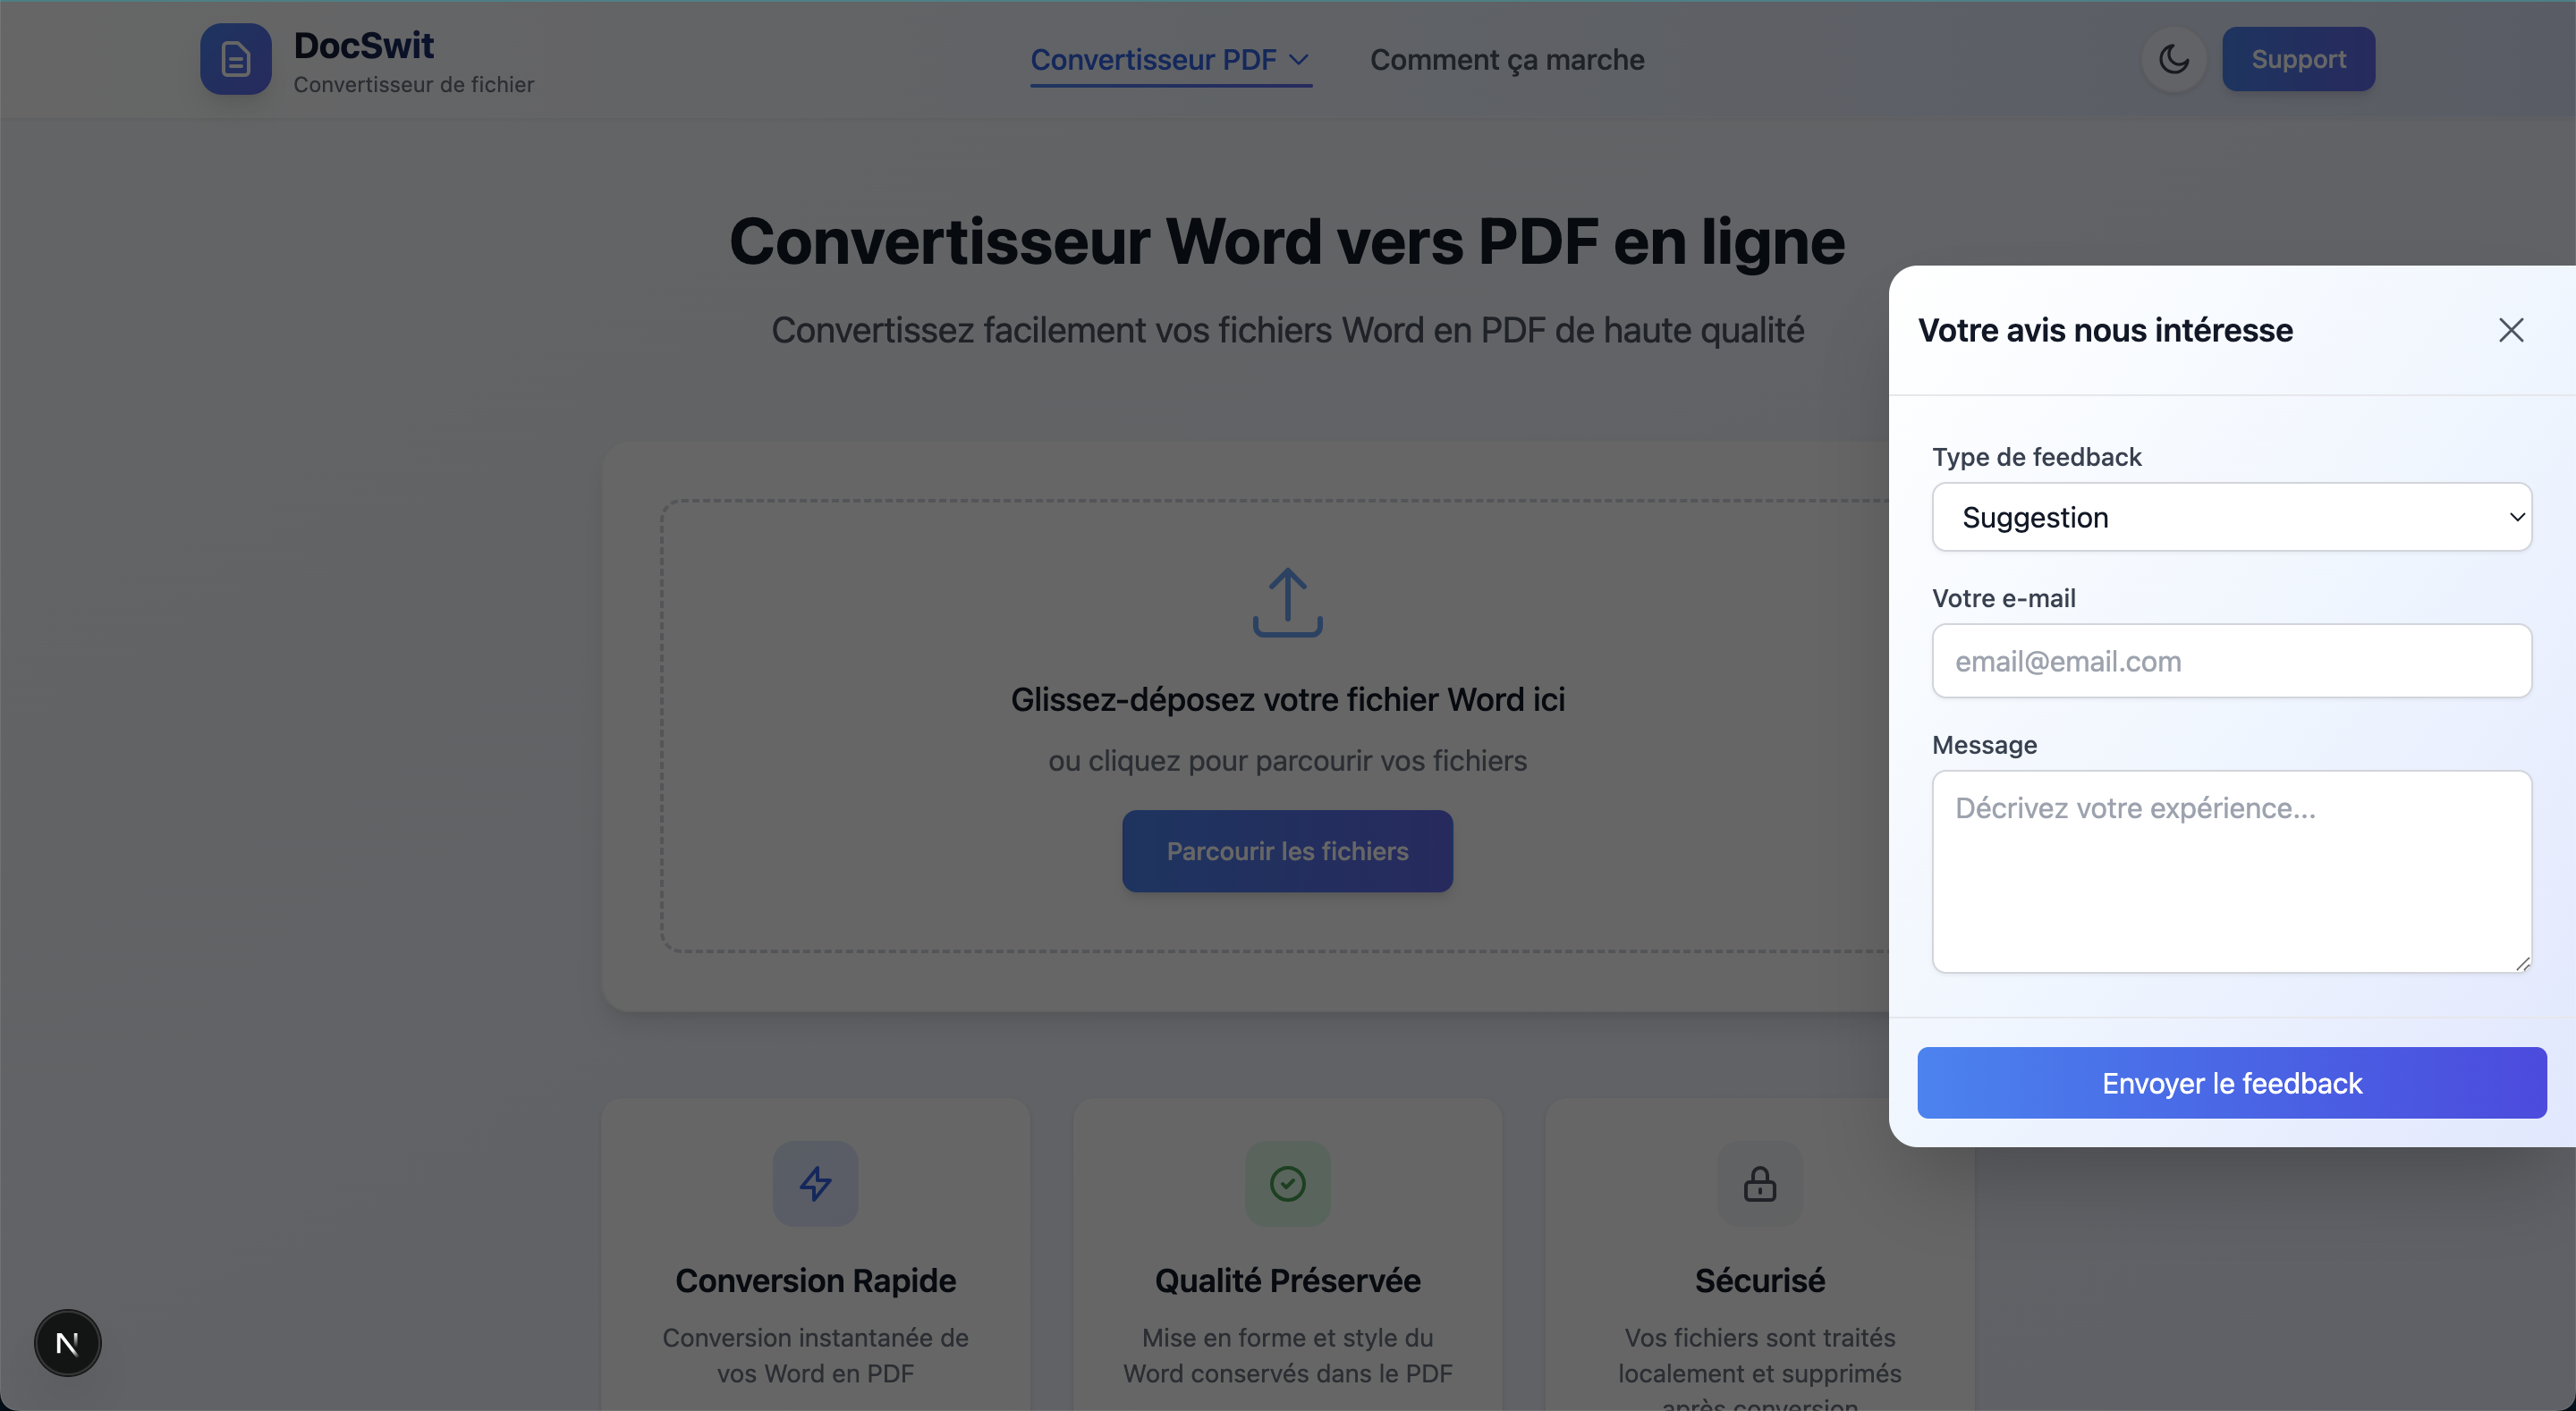 DocSwit
Convertisseur de fichier
Convertisseur PDF
Comment ça marche
Support
Convertisseur Word vers PDF en ligne
Convertissez facilement vos fichiers Word en PDF de haute qualité
Glissez-déposez votre fichier Word ici
ou cliquez pour parcourir vos fichiers
Parcourir les fichiers
Votre avis nous intéresse
Type de feedback
Suggestion
Votre e-mail
email@email.com
Message
Décrivez votre expérience...
Envoyer le feedback
Conversion Rapide
Conversion instantanée de
vos Word en PDF
Qualité Préservée
Mise en forme et style du
Word conservés dans le PDF
Sécurisé
Vos fichiers sont traités
localement et supprimés
après conversion
N